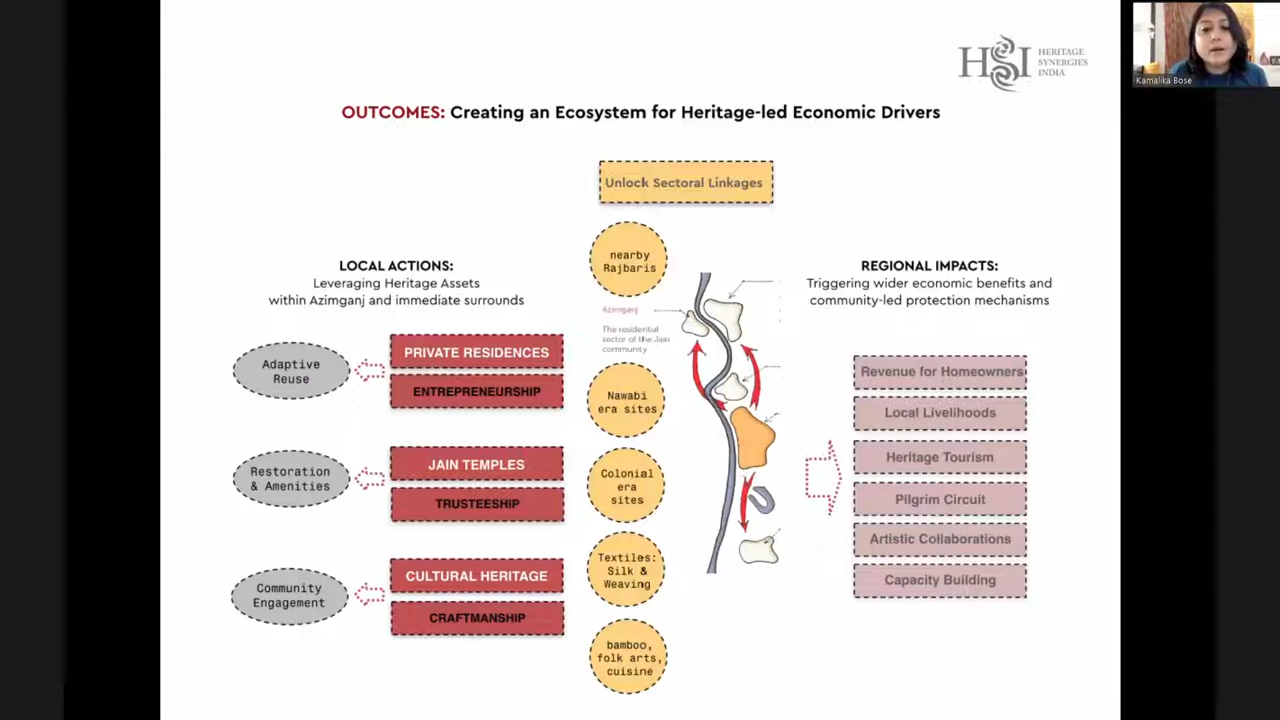 HSI HERITAGE
SYNERGIES
INDIA
Kamalika Bose
OUTCOMES: Creating an Ecosystem for Heritage-led Economic Drivers
Unlock Sectoral Linkages
LOCAL ACTIONS:
Leveraging Heritage Assets
within Azimganj and immediate surrounds
Adaptive
Reuse
PRIVATE RESIDENCES
ENTREPRENEURSHIP
Restoration
& Amenities
JAIN TEMPLES
TRUSTEESHIP
Community
Engagement
CULTURAL HERITAGE
CRAFTMANSHIP
nearby
Rajbaris
Azimganj
The residential
sector of the Jain
community
Nawabi
era sites
Colonial
era
sites
Textiles:
Silk &
Weaving
bamboo,
folk arts,
cuisine
REGIONAL IMPACTS:
Triggering wider economic benefits and
community-led protection mechanisms
Revenue for Homeowners
Local Livelihoods
Heritage Tourism
Pilgrim Circuit
Artistic Collaborations
Capacity Building